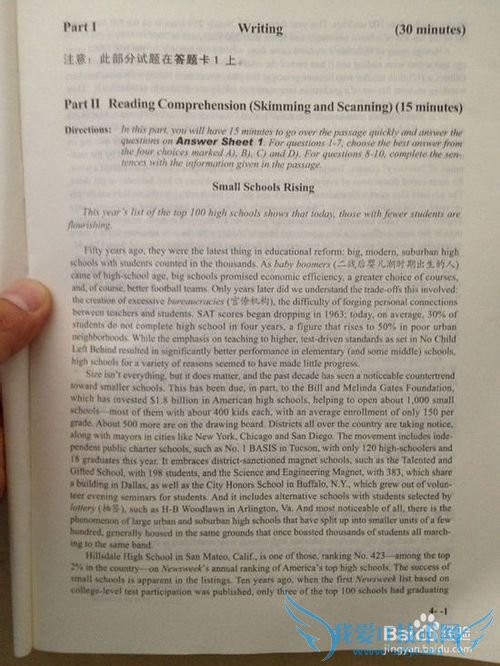 Part I Writing (30 minutes)
注意：此部分试题在答题卡 1 上。
Part II Reading Comprehension (Skimming and Scanning) (15 minutes)
Directions: In this part, you will have 15 minutes to go over the passage quickly and answer the
questions on Answer Sheet 1. For questions 1-7, choose the best answer from
the four choices marked A), B), C) and D). For questions 8-10, complete the sen-
tences with the information given in the passage.
Small Schools Rising
This year's list of the top 100 high schools shows that today, those with fewer students are
flourishing.
Fifty years ago, they were the latest thing in educational reform: big, modern, suburban high
schools with students counted in the thousands. As baby boomers (二战后婴儿潮时期出生的人)
came of high-school age, big schools promised economic efficiency, a greater choice of courses,
and, of course, better football teams. Only years later did we understand the trade-offs this involved:
the creation of excessive bureaucracies (官僚机构), the difficulty of forging personal connections
between teachers and students. SAT scores began dropping in 1963; today, on average, 30% of
students do not complete high school in four years, a figure that rises to 50% in poor urban
neighborhoods. While the emphasis on teaching to higher, test-driven standards as set in No Child
Left Behind resulted in significantly better performance in elementary (and some middle) schools,
high schools for a variety of reasons seemed to have made little progress.
Size isn't everything, but it does matter, and the past decade has seen a noticeable countertrend
toward smaller schools. This has been due, in part, to the Bill and Melinda Gates Foundation,
which has invested $1.8 billion in American high schools, helping to open about 1,000 small
schools—most of them with about 400 kids each, with an average enrollment of only 150 per
grade. About 500 more are on the drawing board. Districts all over the country are taking notice,
along with mayors in cities like New York, Chicago and San Diego. The movement includes inde-
pendent public charter schools, such as No. 1 BASIS in Tucson, with only 120 high-schoolers and
18 graduates this year. It embraces district-sanctioned magnet schools, such as the Talented and
Gifted School, with 198 students, and the Science and Engineering Magnet, with 383, which share
a building in Dallas, as well as the City Honors School in Buffalo, N.Y., which grew out of volun-
teer evening seminars for students. And it includes alternative schools with students selected by
lottery (抽签), such as H-B Woodlawn in Arlington, Va. And most noticeable of all, there is the
phenomenon of large urban and suburban high schools that have split up into smaller units of a few
hundred, generally housed in the same grounds that once boasted thousands of students all march-
ing to the same band.
Hillsdale High School in San Mateo, Calif., is one of those, ranking No. 423—among the top
2% in the country—on Newsweek's annual ranking of America's top high schools. The success of
small schools is apparent in the listings. Ten years ago, when the first Newsweek list based on
college-level test participation was published, only three of the top 100 schools had graduating
4- -1
Baidu 经验
jingyan.baidu.com